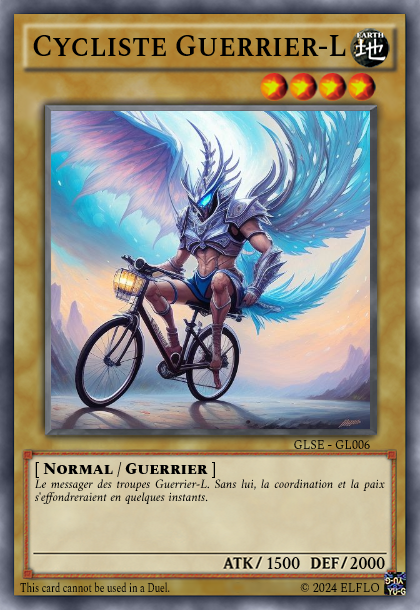 CYCLISTE GUERRIER-L
EARTH
地
GLSE - GL006
[ NORMAL / GUERRIER ]
Le messager des troupes Guerrier-L. Sans lui, la coordination et la paix
s'effondreraient en quelques instants.
ATK / 1500 DEF / 2000
This card cannot be used in a Duel.
© 2024 ELFLO